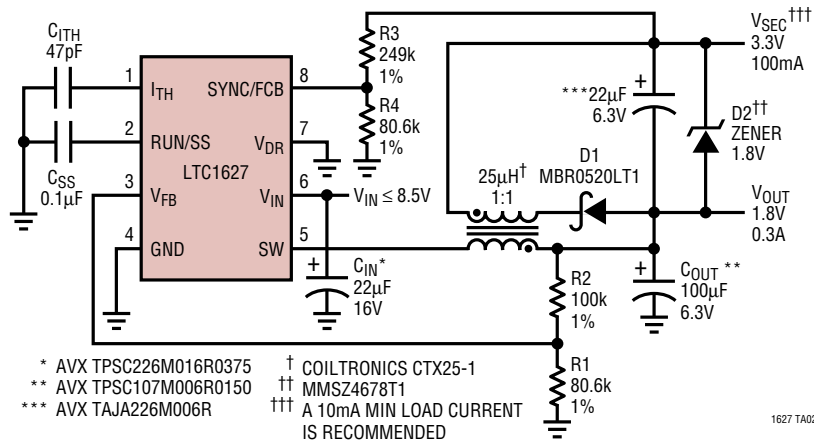 C_ITH
47pF
1
I_TH
SYNC/FCB
8
2
RUN/SS
V_DR
7
LTC1627
C_SS
0.1µF
3
V_FB
V_IN
6
V_IN ≤ 8.5V
4
GND
SW
5
R3
249k
1%
R4
80.6k
1%
C_IN*
22µF
16V
25µH†
1:1
D1
MBR0520LT1
***22µF
6.3V
V_SEC†††
3.3V
100mA
D2††
ZENER
1.8V
V_OUT
1.8V
0.3A
R2
100k
1%
C_OUT **
100µF
6.3V
R1
80.6k
1%
* AVX TPSC226M016R0375
** AVX TPSC107M006R0150
*** AVX TAJA226M006R
† COILTRONICS CTX25-1
†† MMSZ4678T1
††† A 10mA MIN LOAD CURRENT
IS RECOMMENDED
1627 TA02